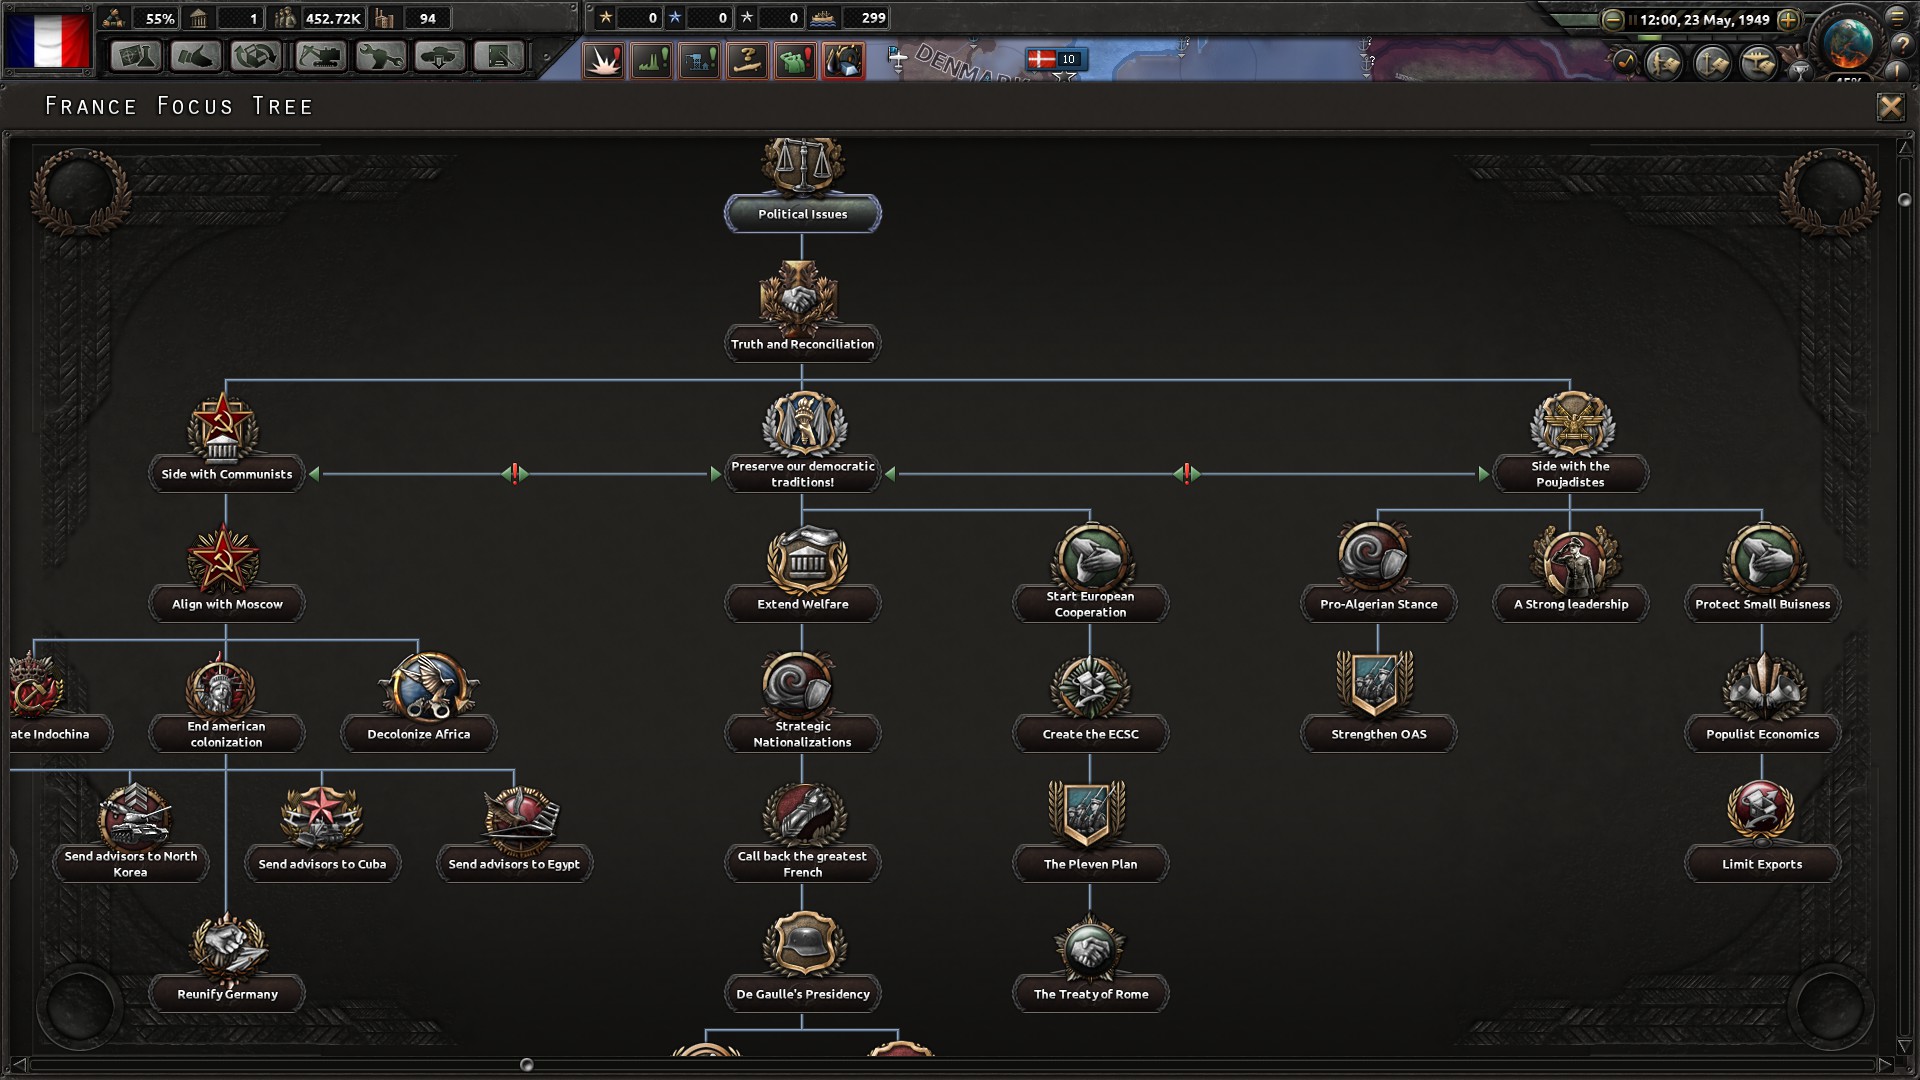 55%
1
452.72K
94
0
0
0
299
12:00, 23 May, 1949
10
France Focus Tree
Political Issues
Truth and Reconciliation
Side with Communists
Preserve our democratic
traditions!
Side with the
Poujadistes
Align with Moscow
Extend Welfare
Start European
Cooperation
Pro-Algerian Stance
A Strong leadership
Protect Small Buisness
ate Indochina
End american
colonization
Decolonize Africa
Strategic
Nationalizations
Create the ECSC
Strengthen OAS
Populist Economics
Send advisors to North
Korea
Send advisors to Cuba
Send advisors to Egypt
Call back the greatest
French
The Pleven Plan
Limit Exports
Reunify Germany
De Gaulle's Presidency
The Treaty of Rome